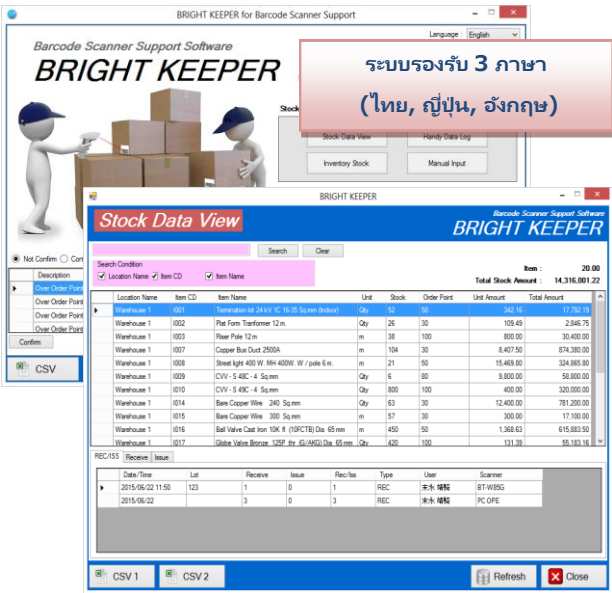 BRIGHT KEEPER for Barcode Scanner Support
Language : English
Barcode Scanner Support Software
BRIGHT KEEPER
ระบบรองรับ 3 ภาษา
(ไทย, ญี่ปุ่น, อังกฤษ)
Stock
Stock Data View Handy Data Log
Inventory Stock Manual Input
Not Confirm
Description
Over Order Point
Over Order Point
Over Order Point
Over Order Point
Confirm
CSV
BRIGHT KEEPER
Stock Data View
Barcode Scanner Support Software
BRIGHT KEEPER
Search Clear
Search Condition
Location Name Item CD Item Name
Item : 20.00
Total Stock Amount : 14,316,001.22
Location Name Item CD Item Name Unit Stock Order Point Unit Amount Total Amount
Warehouse 1 I001 Termination kit 24 kV 1C 16-35 Sq.mm (Indoor) Qty 52 50 342.16 17,792.19
Warehouse 1 I002 Plat Form Tranformer 12 m. Qty 26 30 109.49 2,846.75
Warehouse 1 I003 Riser Pole 12 m m 38 100 800.00 30,400.00
Warehouse 1 I007 Copper Bus Duct 2500A m 104 30 8,407.50 874,380.00
Warehouse 1 I008 Street light 400 W. MH 400W. W / pole 6 m. m 21 50 15,469.80 324,865.80
Warehouse 1 I009 CVV - S 49C - 4 Sq.mm Qty 6 80 9,800.00 58,800.00
Warehouse 1 I010 CVV - S 49C - 4 Sq.mm Qty 800 100 400.00 320,000.00
Warehouse 1 I014 Bare Copper Wire 240 Sq.mm Qty 63 30 12,400.00 781,200.00
Warehouse 1 I015 Bare Copper Wire 300 Sq.mm m 57 30 300.00 17,100.00
Warehouse 1 I016 Ball Valve Cast Iron 10K fl (10FCTB) Dia 65 mm m 450 50 1,368.63 615,883.50
Warehouse 1 I017 Globe Valve Bronze 125P thr (G/AKG) Dia 65 mm Qty 420 100 131.39 55,183.16
REC/ISS Receive Issue
Date/Time Lot Receive Issue Rec/Iss Type User Scanner
2015/06/22 11:50 123 1 0 1 REC BT-W85G
2015/06/22 3 0 3 REC PC OPE
CSV 1 CSV 2 Refresh Close